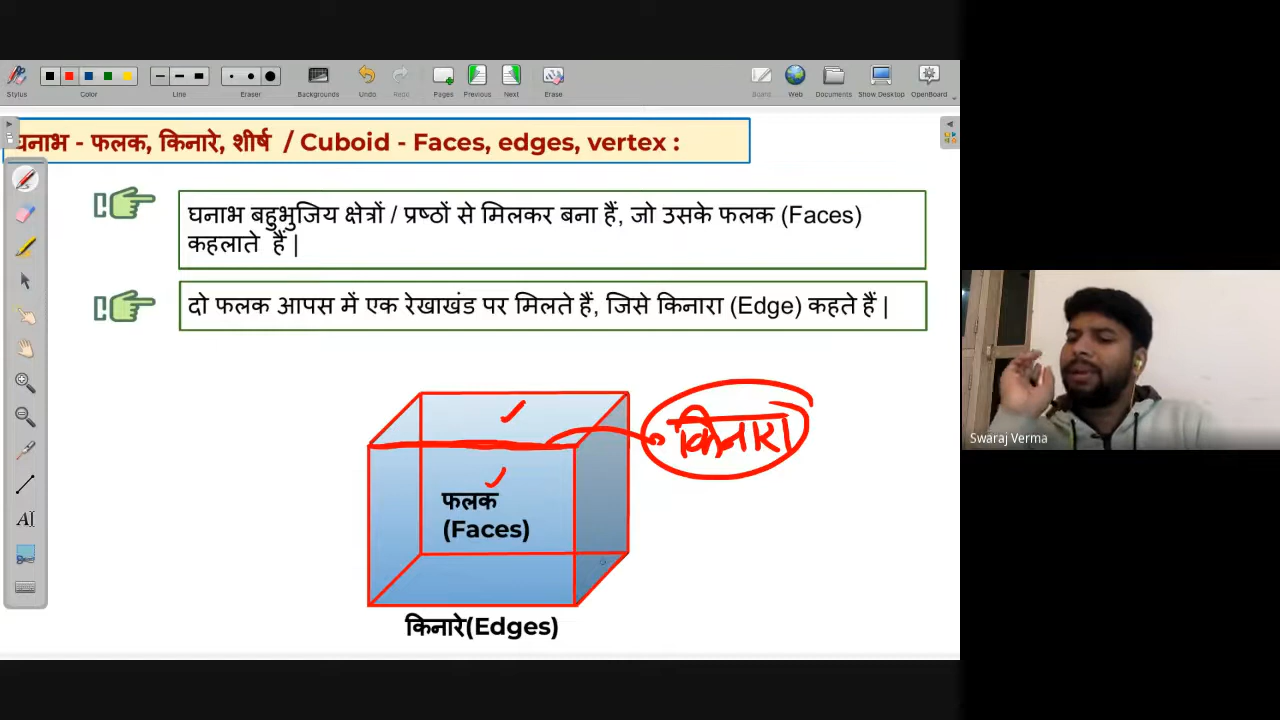 Stylus
Color
Line
Eraser
Backgrounds
Undo
Redo
Pages
Previous
Next
Erase
Board
Web
Documents
Show Desktop
OpenBoard
घनाभ - फलक, किनारे, शीर्ष / Cuboid - Faces, edges, vertex :
घनाभ बहुभुजिय क्षेत्रों / प्रष्ठों से मिलकर बना हैं, जो उसके फलक (Faces)
कहलाते हैं |
दो फलक आपस में एक रेखाखंड पर मिलते हैं, जिसे किनारा (Edge) कहते हैं |
किनारा
फलक
(Faces)
किनारे(Edges)
Swaraj Verma